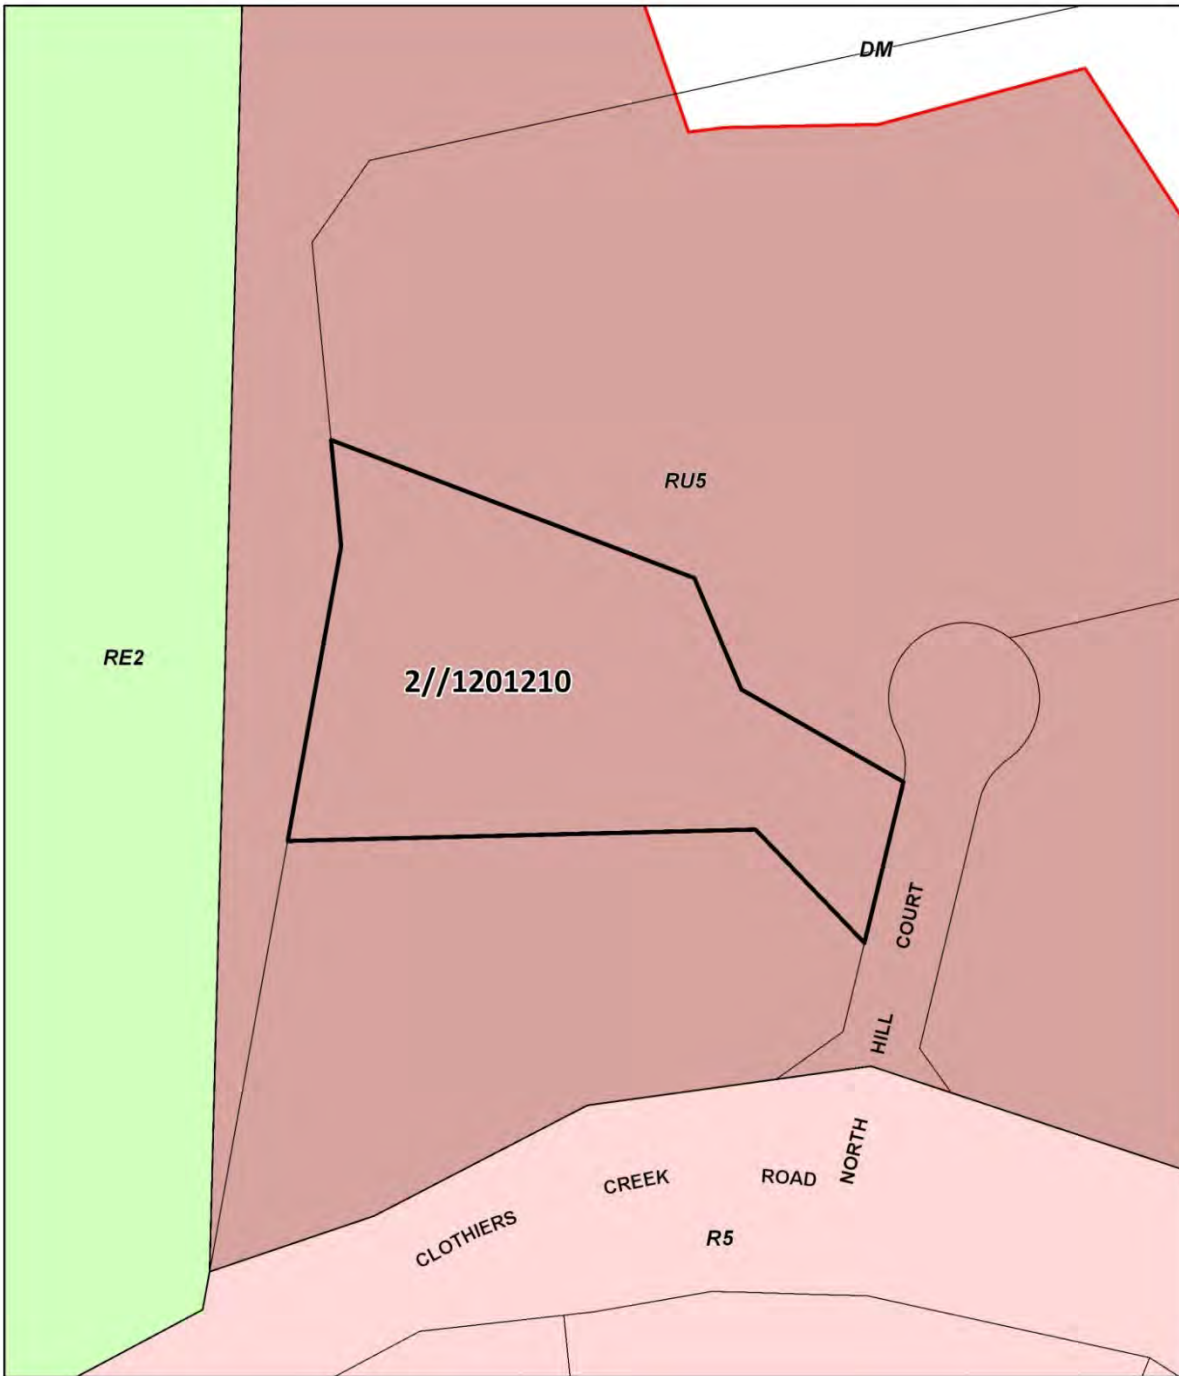 DM
RU5
RE2
2//1201210
NORTH HILL COURT
CLOTHIERS CREEK ROAD
R5